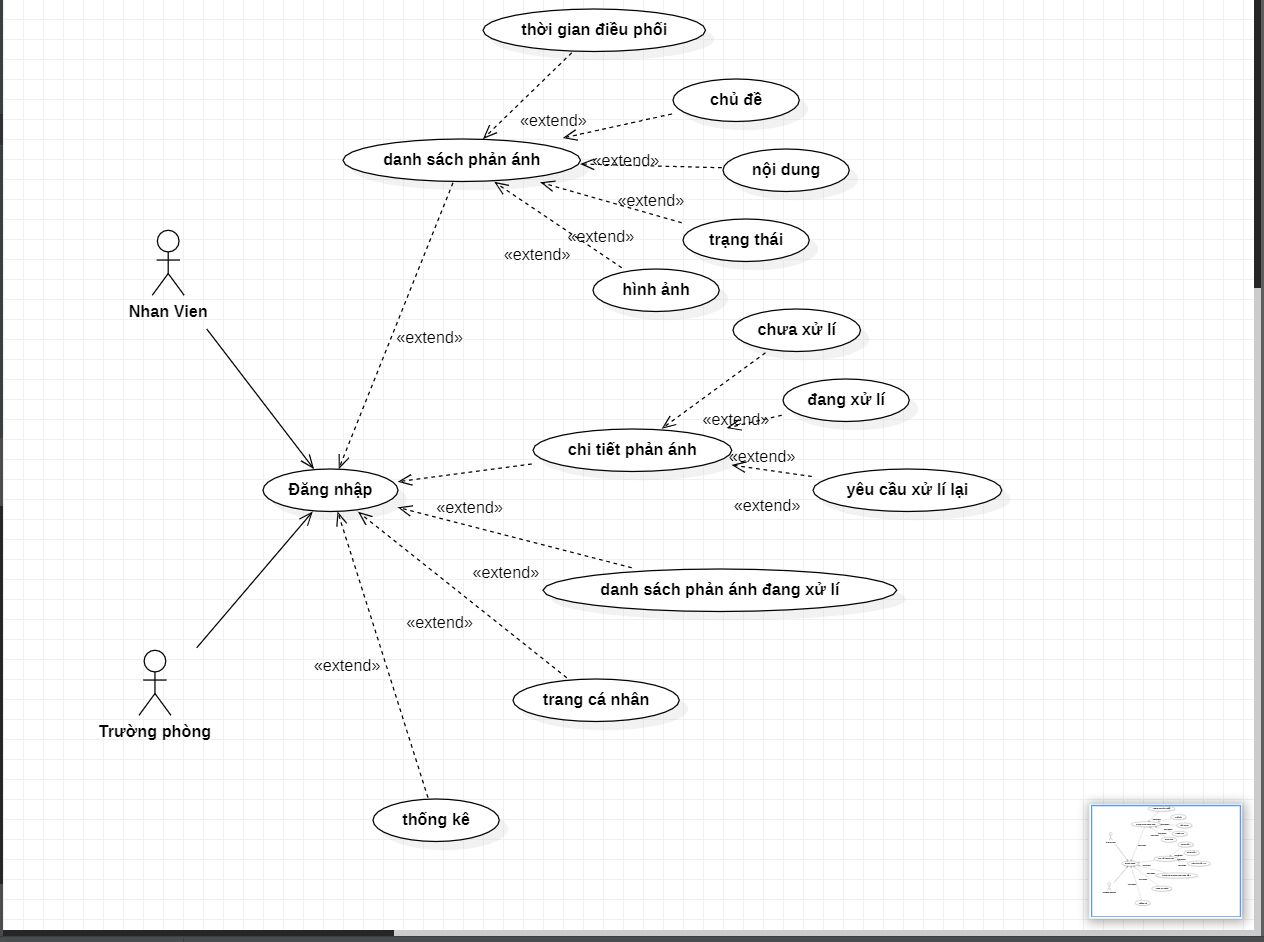 thời gian điều phối
chủ đề
«extend»
danh sách phản ánh
«extend»
nội dung
«extend»
trạng thái
«extend»
«extend»
hình ảnh
Nhan Vien
chưa xử lí
«extend»
đang xử lí
«extend»
chi tiết phản ánh
«extend»
Đăng nhập
yêu cầu xử lí lại
«extend»
«extend»
«extend»
danh sách phản ánh đang xử lí
«extend»
«extend»
trang cá nhân
Trường phòng
thống kê